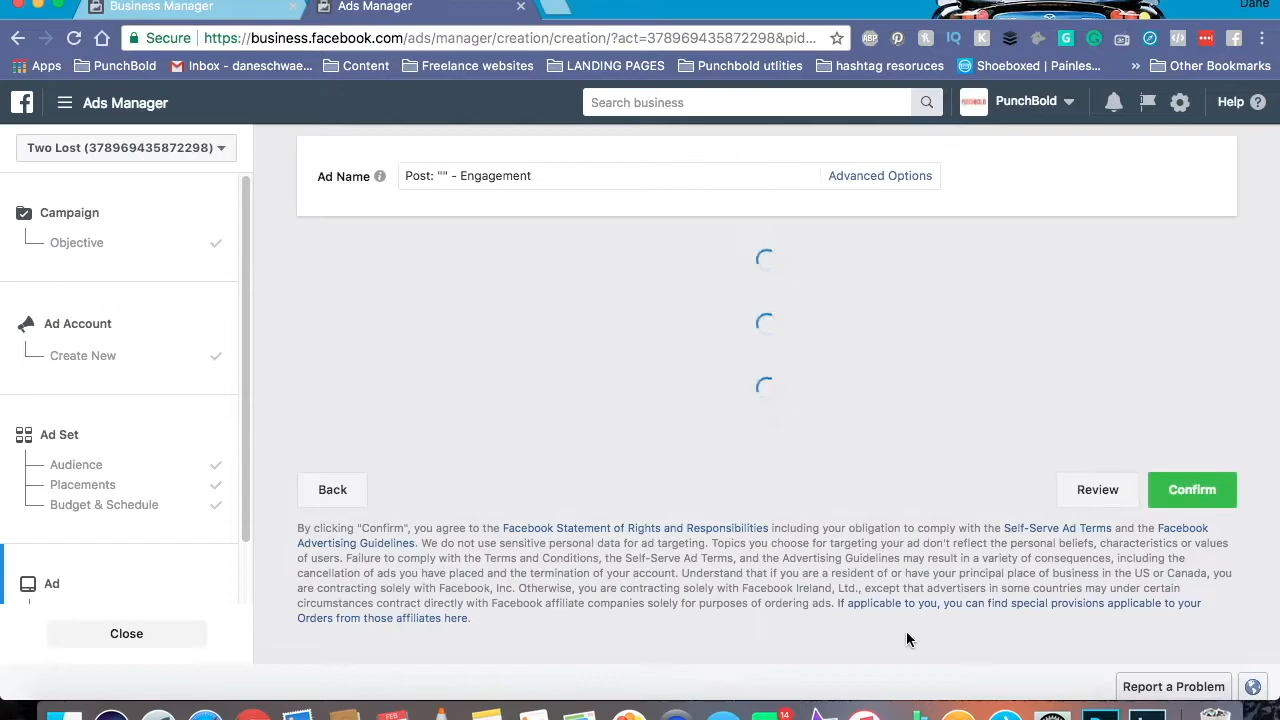 Business Manager
Ads Manager
Dane
Secure https://business.facebook.com/ads/manager/creation/creation/?act=378969435872298&pid...
Apps PunchBold Inbox - daneschwae... Content Freelance websites LANDING PAGES Punchbold utlities hashtag resoruces Shoeboxed | Painles... » Other Bookmarks
Ads Manager
Search business
PunchBold
Help
Two Lost (378969435872298)
Campaign
Objective
Ad Account
Create New
Ad Set
Audience
Placements
Budget & Schedule
Ad
Close
Ad Name
Post: "" - Engagement
Advanced Options
Back
Review
Confirm
By clicking "Confirm", you agree to the Facebook Statement of Rights and Responsibilities including your obligation to comply with the Self-Serve Ad Terms and the Facebook
Advertising Guidelines. We do not use sensitive personal data for ad targeting. Topics you choose for targeting your ad don't reflect the personal beliefs, characteristics or values
of users. Failure to comply with the Terms and Conditions, the Self-Serve Ad Terms, and the Advertising Guidelines may result in a variety of consequences, including the
cancellation of ads you have placed and the termination of your account. Understand that if you are a resident of or have your principal place of business in the US or Canada, you
are contracting solely with Facebook, Inc. Otherwise, you are contracting solely with Facebook Ireland, Ltd., except that advertisers in some countries may under certain
circumstances contract directly with Facebook affiliate companies solely for purposes of ordering ads. If applicable to you, you can find special provisions applicable to your
Orders from those affiliates here.
Report a Problem
FEB
14